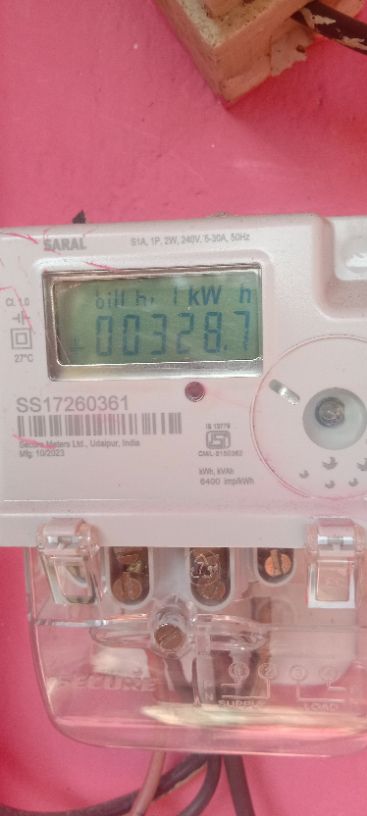 SARAL
S1A, 1P, 2W, 240V, 5-30A, 50Hz
bill h, 1 kW h
+00328.7
Cl. 1.0
27°C
SS17260361
Secure Meters Ltd., Udaipur, India
Mfg: 10/2023
IS 13779
kWh, kVAh
6400 imp/kWh
SECURE
SUPPLY
LOAD